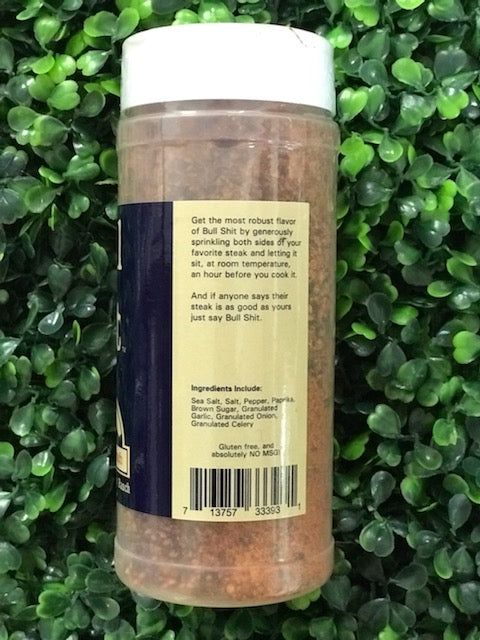 Get the most robust flavor
of Bull Shit by generously
sprinkling both sides of your
favorite steak and letting it
sit, at room temperature,
an hour before you cook it.
And if anyone says their
steak is as good as yours
just say Bull Shit.
Ingredients Include:
Sea Salt, Salt, Pepper, Paprika,
Brown Sugar, Granulated
Garlic, Granulated Onion,
Granulated Celery
Gluten free, and
absolutely NO MSG!
7 13757 33393 1